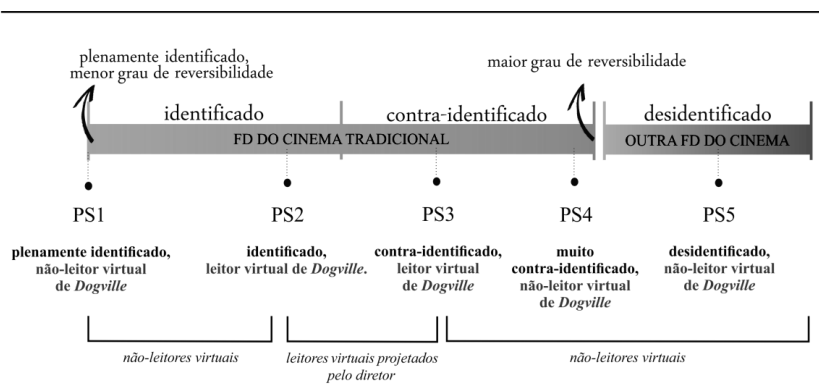 plenamente identificado,
menor grau de reversibilidade
maior grau de reversibilidade
identificado
contra-identificado
desidentificado
FD DO CINEMA TRADICIONAL
OUTRA FD DO CINEMA
PS1
PS2
PS3
PS4
PS5
plenamente identificado,
não-leitor virtual
de Dogville
identificado,
leitor virtual de Dogville.
contra-identificado,
leitor virtual
de Dogville
muito
contra-identificado,
não-leitor virtual
de Dogville
desidentificado,
não-leitor virtual
de Dogville
não-leitores virtuais
leitores virtuais projetados
pelo diretor
não-leitores virtuais